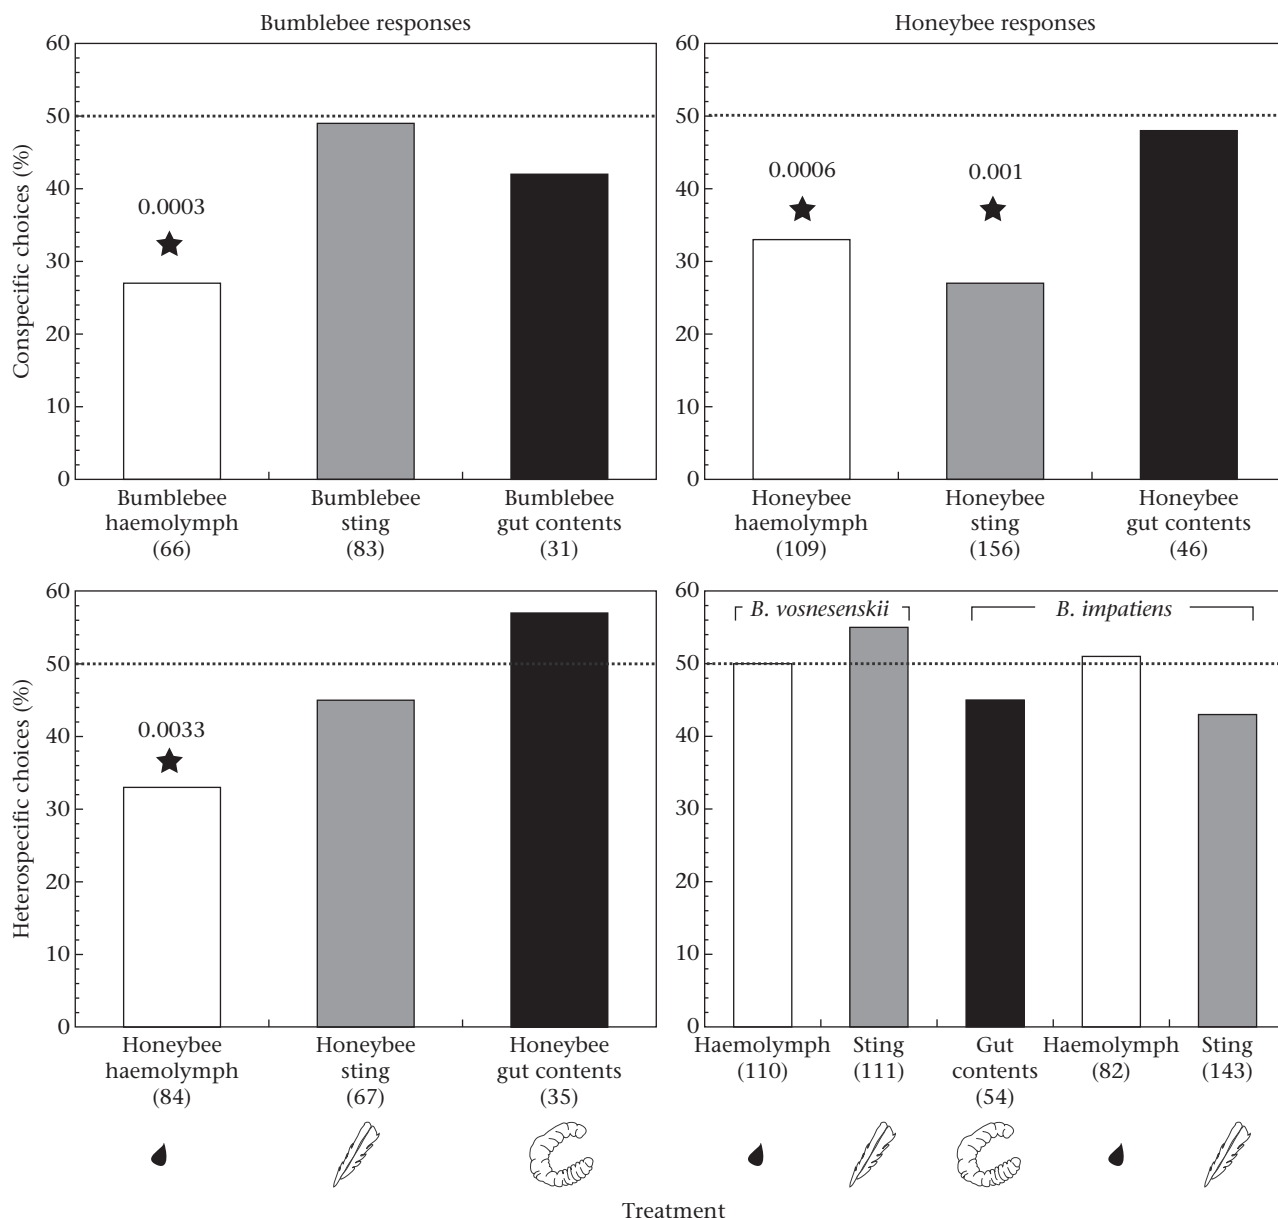 Bumblebee responses
Honeybee responses
Conspecific choices (%)
60
50
40
30
20
10
0
0.0003
Bumblebee
haemolymph
(66)
Bumblebee
sting
(83)
Bumblebee
gut contents
(31)
60
50
40
30
20
10
0
0.0006
0.001
Honeybee
haemolymph
(109)
Honeybee
sting
(156)
Honeybee
gut contents
(46)
Heterospecific choices (%)
60
50
40
30
20
10
0
0.0033
Honeybee
haemolymph
(84)
Honeybee
sting
(67)
Honeybee
gut contents
(35)
60
50
40
30
20
10
0
B. vosnesenskii
B. impatiens
Haemolymph
(110)
Sting
(111)
Gut
contents
(54)
Haemolymph
(82)
Sting
(143)
Treatment